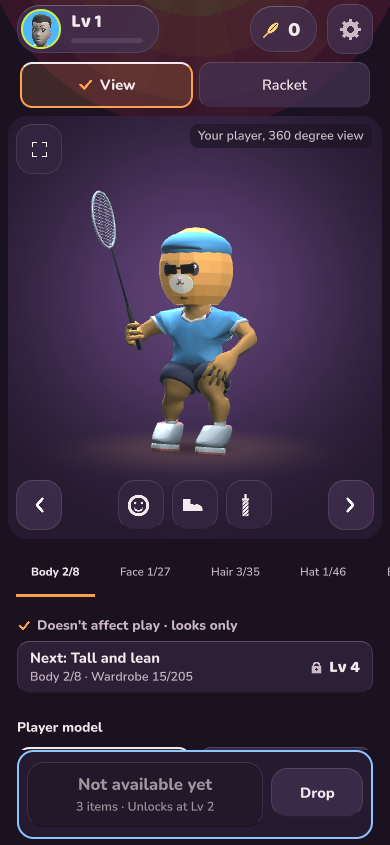 Lv 1
0
View
Racket
Your player, 360 degree view
Body 2/8
Face 1/27
Hair 3/35
Hat 1/46
Doesn't affect play · looks only
Next: Tall and lean
Body 2/8 · Wardrobe 15/205
Lv 4
Player model
Not available yet
3 items · Unlocks at Lv 2
Drop